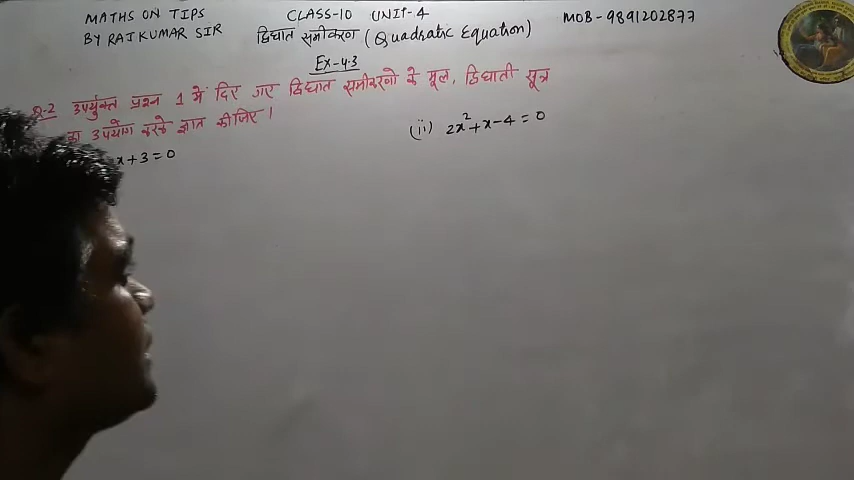 MATHS ON TIPS
BY RAJKUMAR SIR
CLASS-10 UNIT-4
द्विघात समीकरण (Quadratic Equation)
MOB-9891202877
Ex-4.3
Q.2 उपर्युक्त प्रश्न 1 में दिए गए द्विघात समीकरणो के मूल, द्विघाती सूत्र
का उपयोग करके ज्ञात कीजिए।
x+3=0
(ii) 2x²+x-4=0